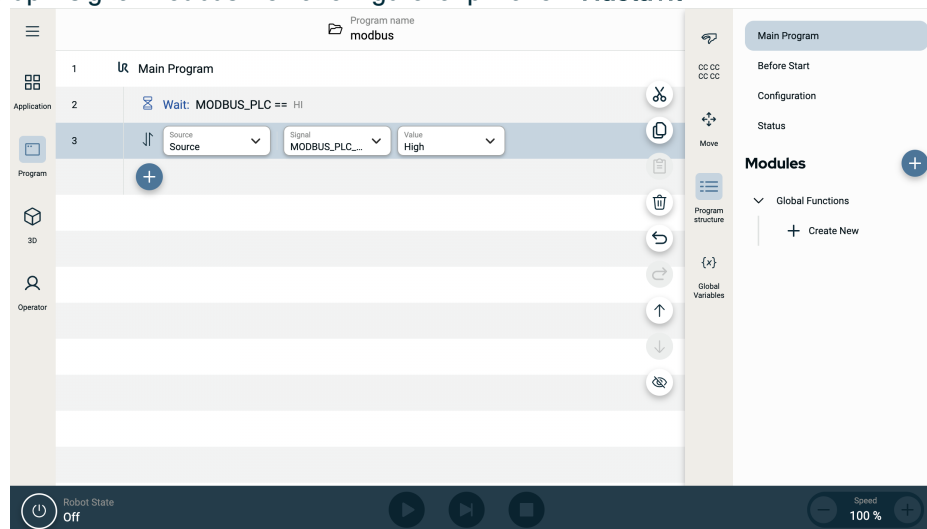 Program name
modbus
1 Main Program
2 Wait: MODBUS_PLC == HI
3 Source Source Signal MODBUS_PLC_... Value High
Application
Program
3D
Operator
CC CC
CC CC
Move
Program structure
{x}
Global Variables
Main Program
Before Start
Configuration
Status
Modules
Global Functions
Create New
Robot State
Off
Speed
100 %